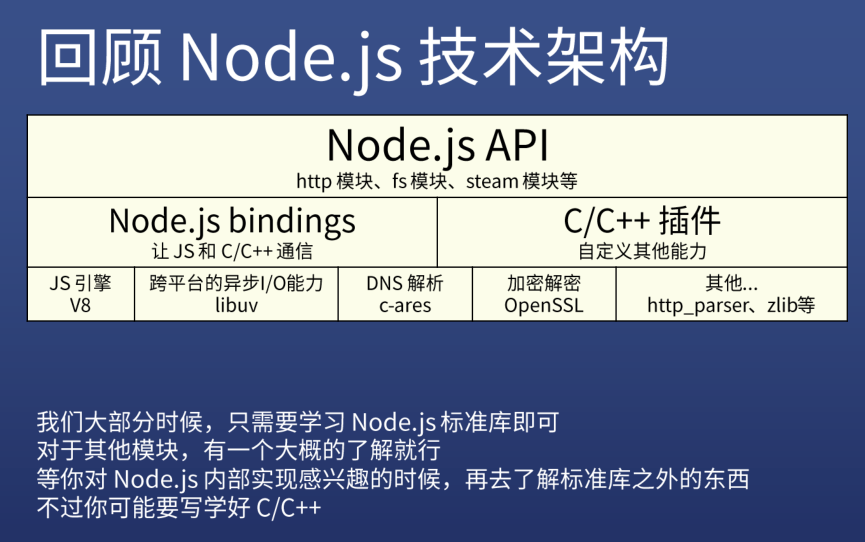 回顾 Node.js 技术架构
Node.js API
http 模块、fs 模块、steam 模块等
Node.js bindings
让 JS 和 C/C++ 通信
C/C++ 插件
自定义其他能力
JS 引擎
V8
跨平台的异步I/O能力
libuv
DNS 解析
c-ares
加密解密
OpenSSL
其他...
http_parser、zlib等
我们大部分时候，只需要学习 Node.js 标准库即可
对于其他模块，有一个大概的了解就行
等你对 Node.js 内部实现感兴趣的时候，再去了解标准库之外的东西
不过你可能要写学好 C/C++